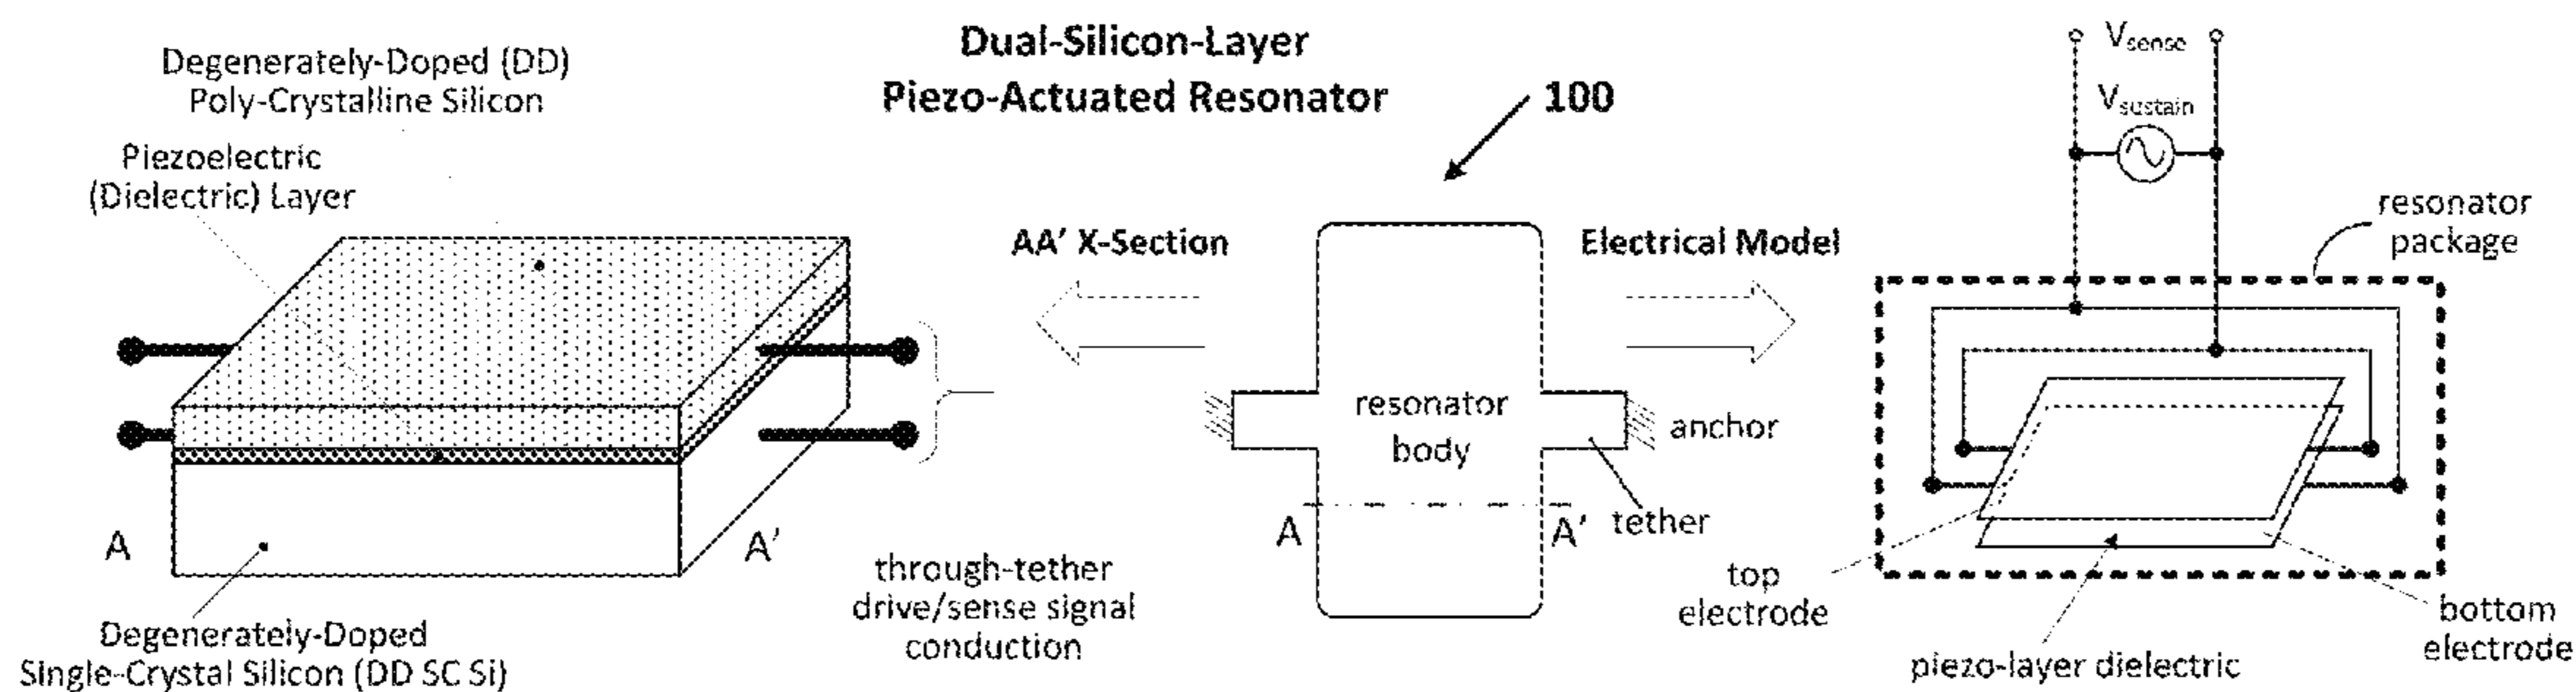 Dual-Silicon-Layer
Piezo-Actuated Resonator
100
Degenerately-Doped (DD)
Poly-Crystalline Silicon
Piezoelectric
(Dielectric) Layer
A
A'
Degenerately-Doped
Single-Crystal Silicon (DD SC Si)
through-tether
drive/sense signal
conduction
AA' X-Section
Electrical Model
resonator
body
anchor
tether
A
A'
Vsense
Vsustain
resonator
package
top
electrode
piezo-layer dielectric
bottom
electrode